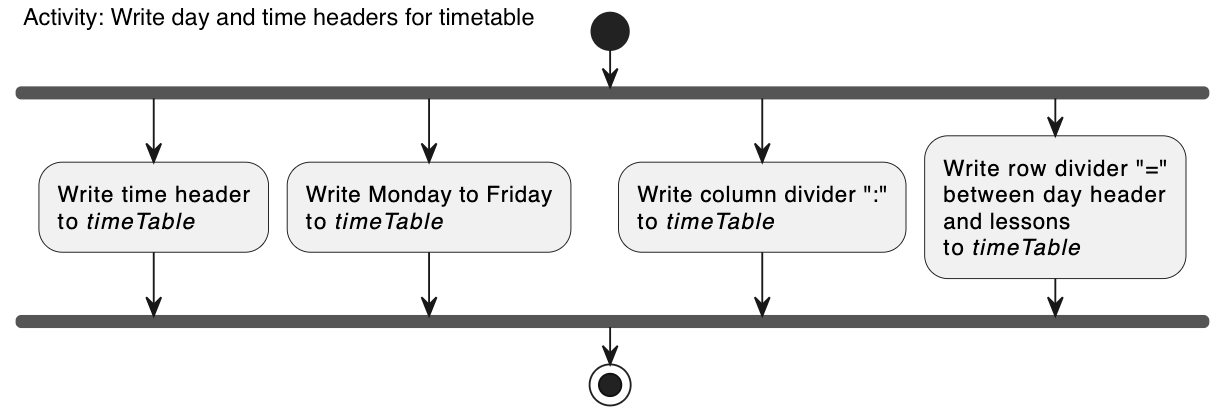 Activity: Write day and time headers for timetable
Write time header
to timeTable
Write Monday to Friday
to timeTable
Write column divider ":"
to timeTable
Write row divider "="
between day header
and lessons
to timeTable